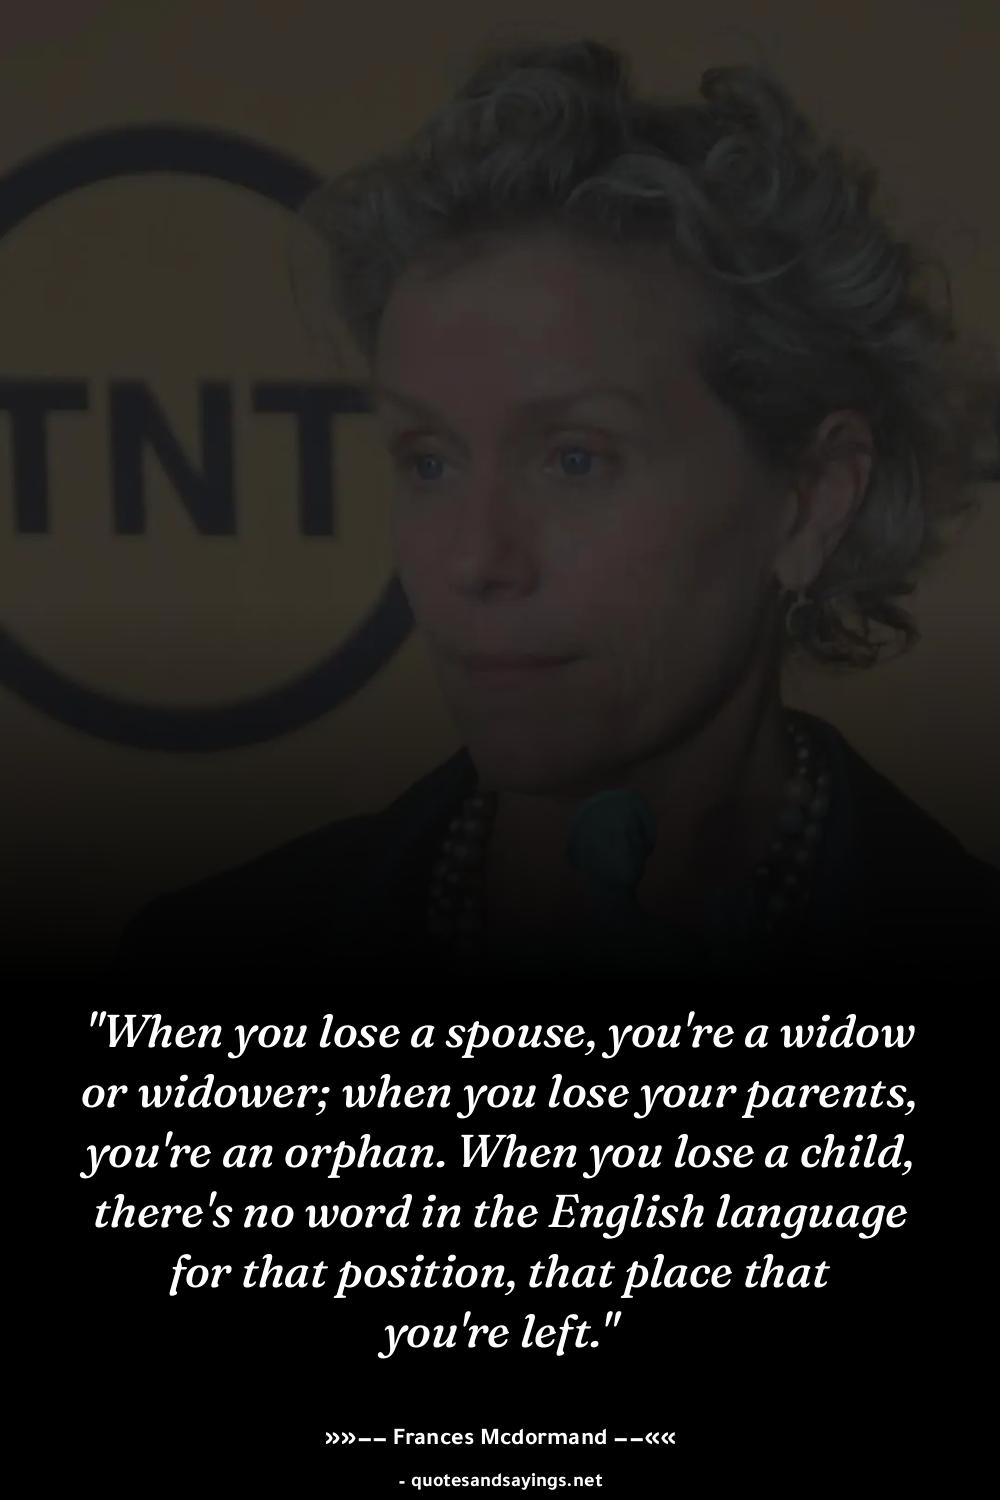 TNT
"When you lose a spouse, you're a widow
or widower; when you lose your parents,
you're an orphan. When you lose a child,
there's no word in the English language
for that position, that place that
you're left."
»»–– Frances Mcdormand ––««
- quotesandsayings.net